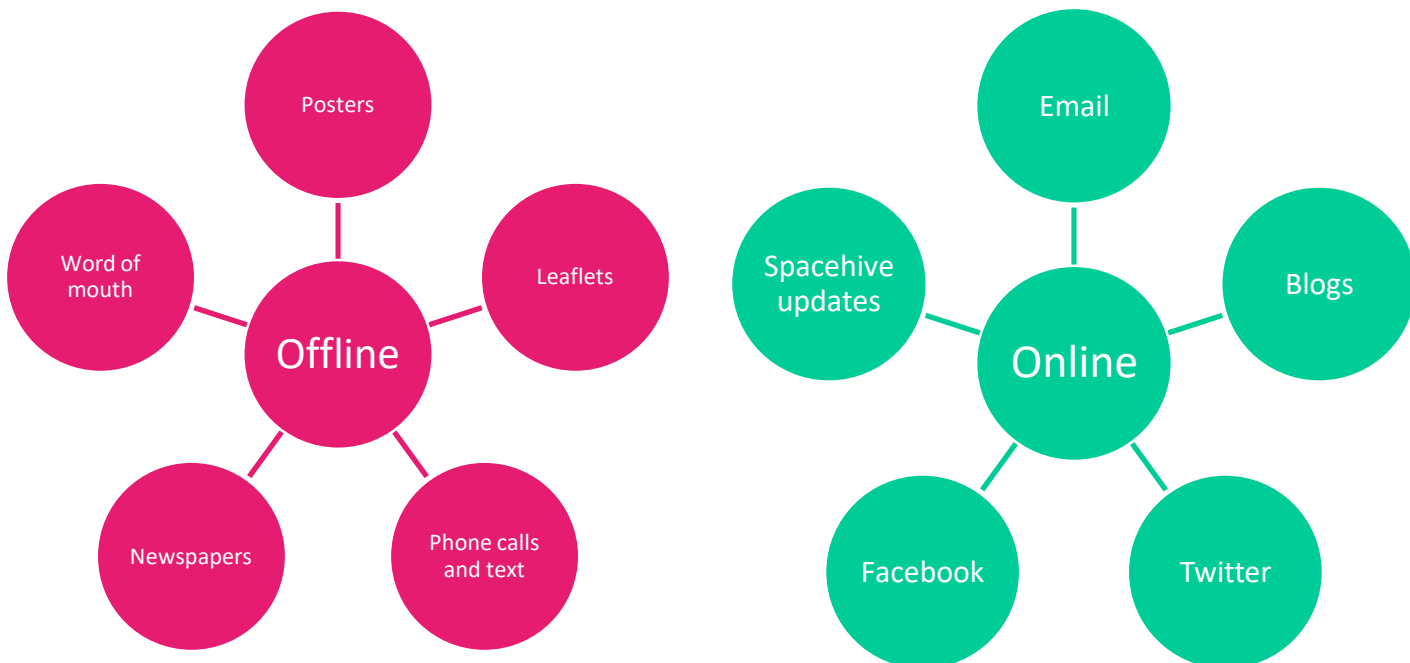 Posters
Word of
mouth
Leaflets
Offline
Newspapers
Phone calls
and text
Email
Spacehive
updates
Blogs
Online
Facebook
Twitter